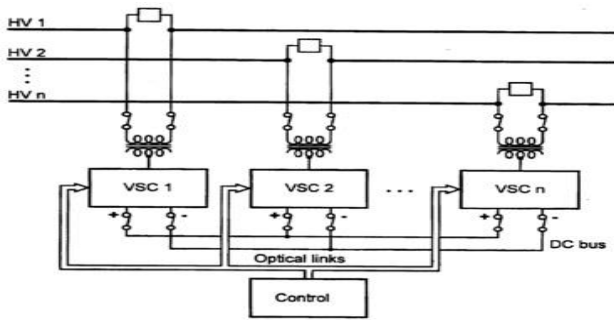 HV 1
HV 2
HV n
VSC 1
VSC 2
. . .
VSC n
+ -
+ -
+ -
DC bus
Optical links
Control